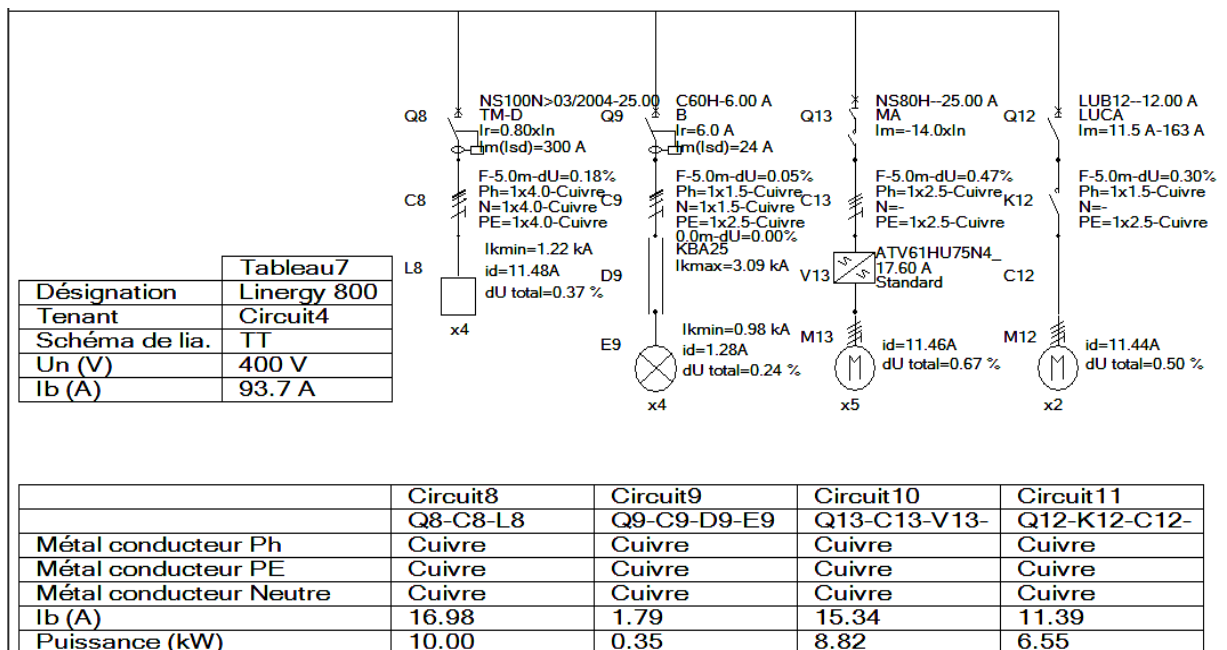 NS100N>03/2004-25.00
Q8
TM-D
Ir=0.80xIn
Im(Isd)=300 A
C8
F-5.0m-dU=0.18%
Ph=1x4.0-Cuivre
N=1x4.0-Cuivre
PE=1x4.0-Cuivre
Ikmin=1.22 kA
L8
id=11.48A
dU total=0.37 %
x4
C60H-6.00 A
Q9
B
Ir=6.0 A
Im(Isd)=24 A
C9
F-5.0m-dU=0.05%
Ph=1x1.5-Cuivre
N=1x1.5-Cuivre
PE=1x2.5-Cuivre
0.0m-dU=0.00%
KBA25
Ikmax=3.09 kA
D9
Ikmin=0.98 kA
E9
id=1.28A
dU total=0.24 %
x4
NS80H--25.00 A
Q13
MA
Im=-14.0xIn
F-5.0m-dU=0.47%
C13
Ph=1x2.5-Cuivre
N=-
PE=1x2.5-Cuivre
ATV61HU75N4_
V13
17.60 A
Standard
M13
id=11.46A
dU total=0.67 %
x5
LUB12--12.00 A
Q12
LUCA
Im=11.5 A-163 A
F-5.0m-dU=0.30%
K12
Ph=1x1.5-Cuivre
N=-
PE=1x2.5-Cuivre
C12
M12
id=11.44A
dU total=0.50 %
x2
Tableau7
Désignation Linergy 800
Tenant Circuit4
Schéma de lia. TT
Un (V) 400 V
Ib (A) 93.7 A
Circuit8 Circuit9 Circuit10 Circuit11
Q8-C8-L8 Q9-C9-D9-E9 Q13-C13-V13- Q12-K12-C12-
Métal conducteur Ph Cuivre Cuivre Cuivre Cuivre
Métal conducteur PE Cuivre Cuivre Cuivre Cuivre
Métal conducteur Neutre Cuivre Cuivre Cuivre Cuivre
Ib (A) 16.98 1.79 15.34 11.39
Puissance (kW) 10.00 0.35 8.82 6.55